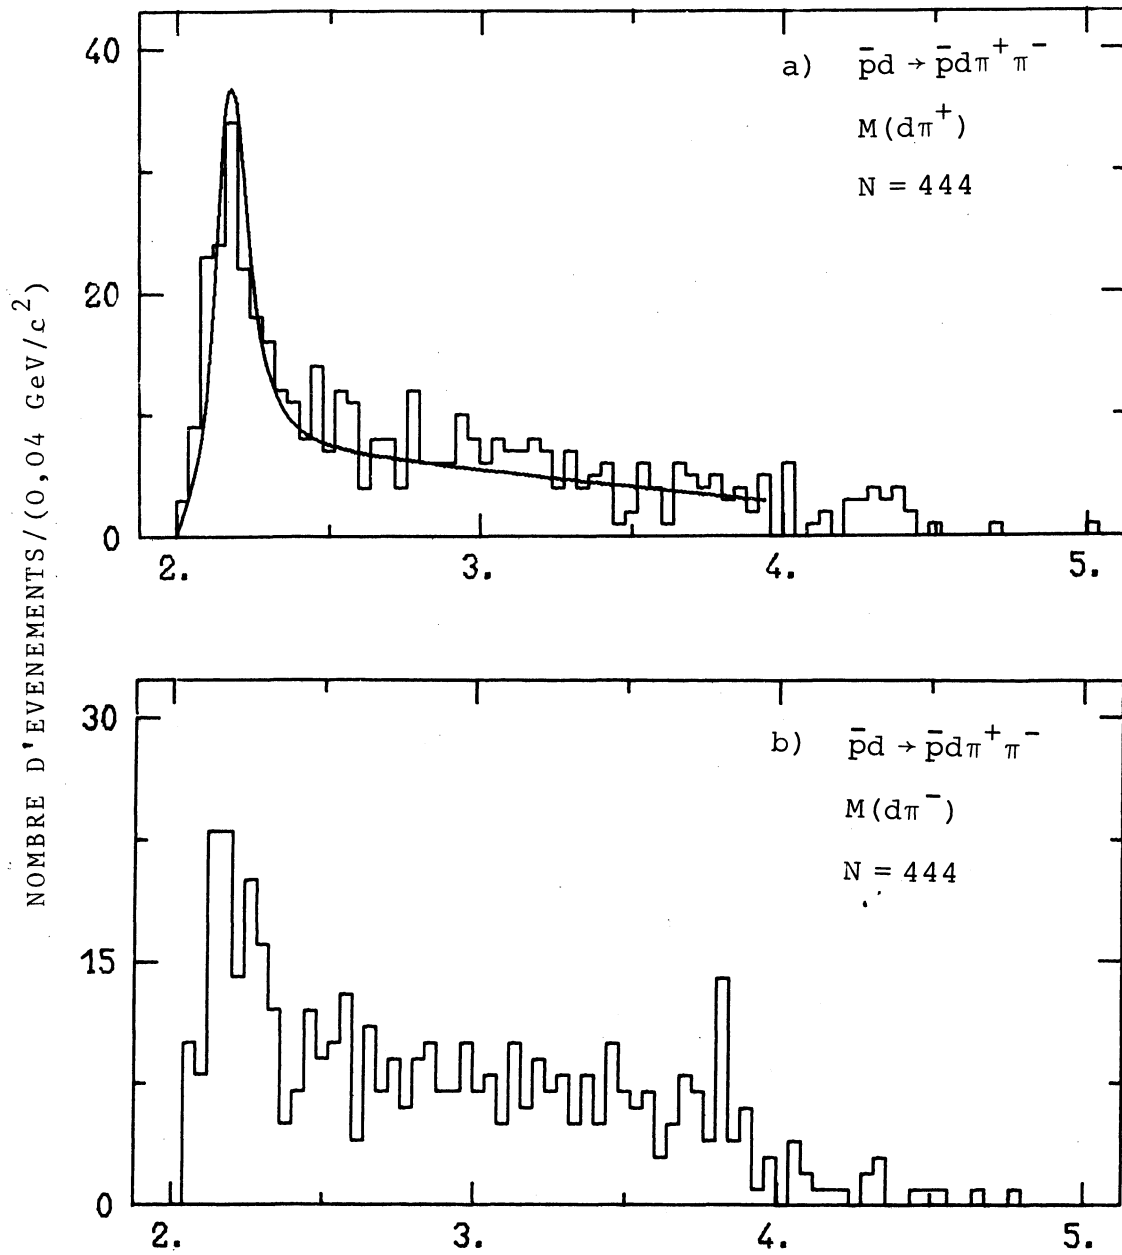 NOMBRE D'EVENEMENTS/(0,04 GeV/c²)
40
20
0
a) p̄d → p̄dπ⁺π⁻
M(dπ⁺)
N = 444
2. 3. 4. 5.
30
15
0
b) p̄d → p̄dπ⁺π⁻
M(dπ⁻)
N = 444
2. 3. 4. 5.